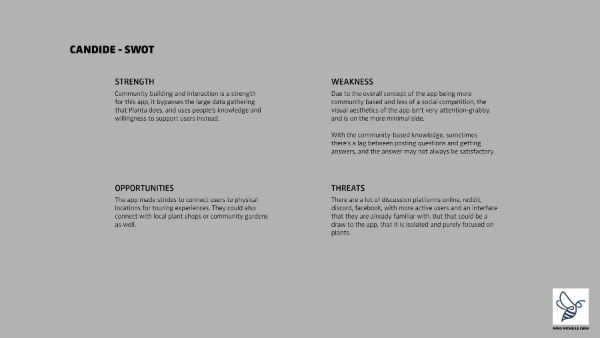 CANDIDE - SWOT
STRENGTH
Community building and interaction is a strength
for this app, it bypasses the large data gathering
that Planta does, and uses people's knowledge and
willingness to support users instead.
WEAKNESS
Due to the overall concept of the app being more
community based and less of a social competition, the
visual aesthetics of the app isn't very attention-grabby,
and is on the more minimal side.
With the community-based knowledge, sometimes
there's a lag between posting questions and getting
answers, and the answer may not always be satisfactory.
OPPORTUNITIES
The app made strides to connect users to physical
locations for touring experiences. They could also
connect with local plant shops or community gardens
as well.
THREATS
There are a lot of discussion platforms online, reddit,
discord, facebook, with more active users and an interface
that they are already familiar with. But that could be a
draw to the app, that it is isolated and purely focused on
plants.